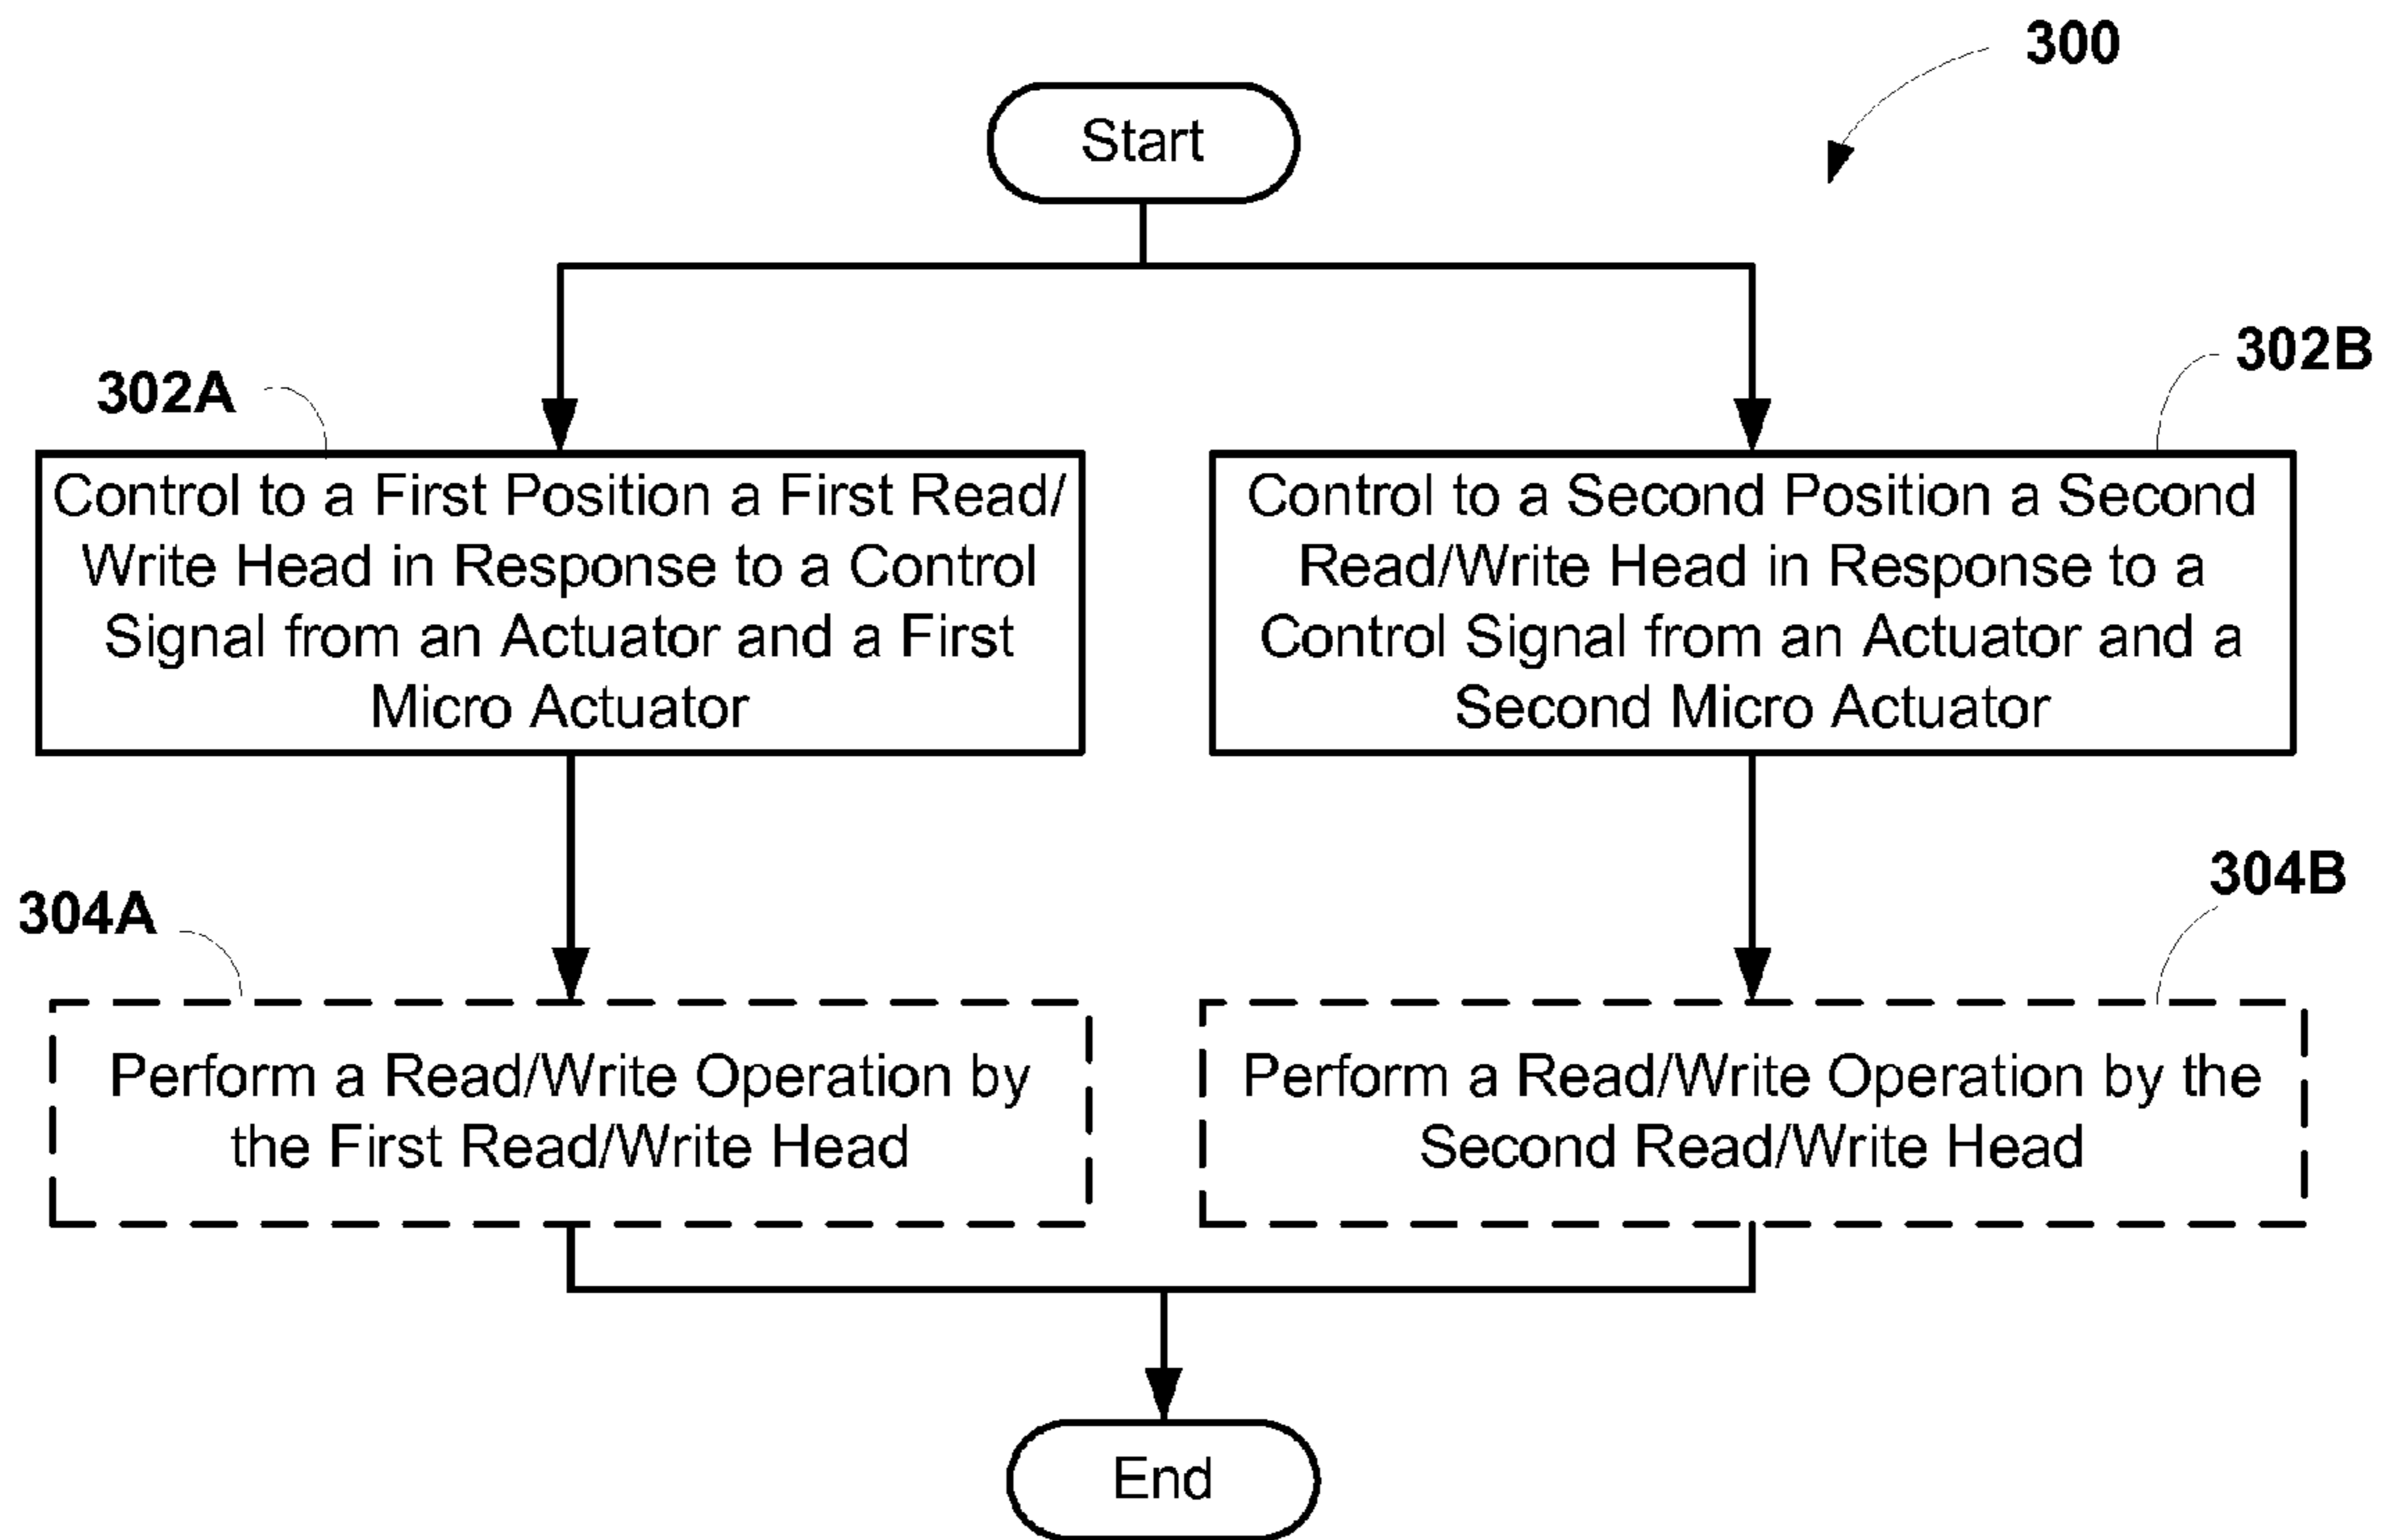 300
Start
302A
302B
Control to a First Position a First Read/
Write Head in Response to a Control
Signal from an Actuator and a First
Micro Actuator
Control to a Second Position a Second
Read/Write Head in Response to a
Control Signal from an Actuator and a
Second Micro Actuator
304A
304B
Perform a Read/Write Operation by
the First Read/Write Head
Perform a Read/Write Operation by the
Second Read/Write Head
End